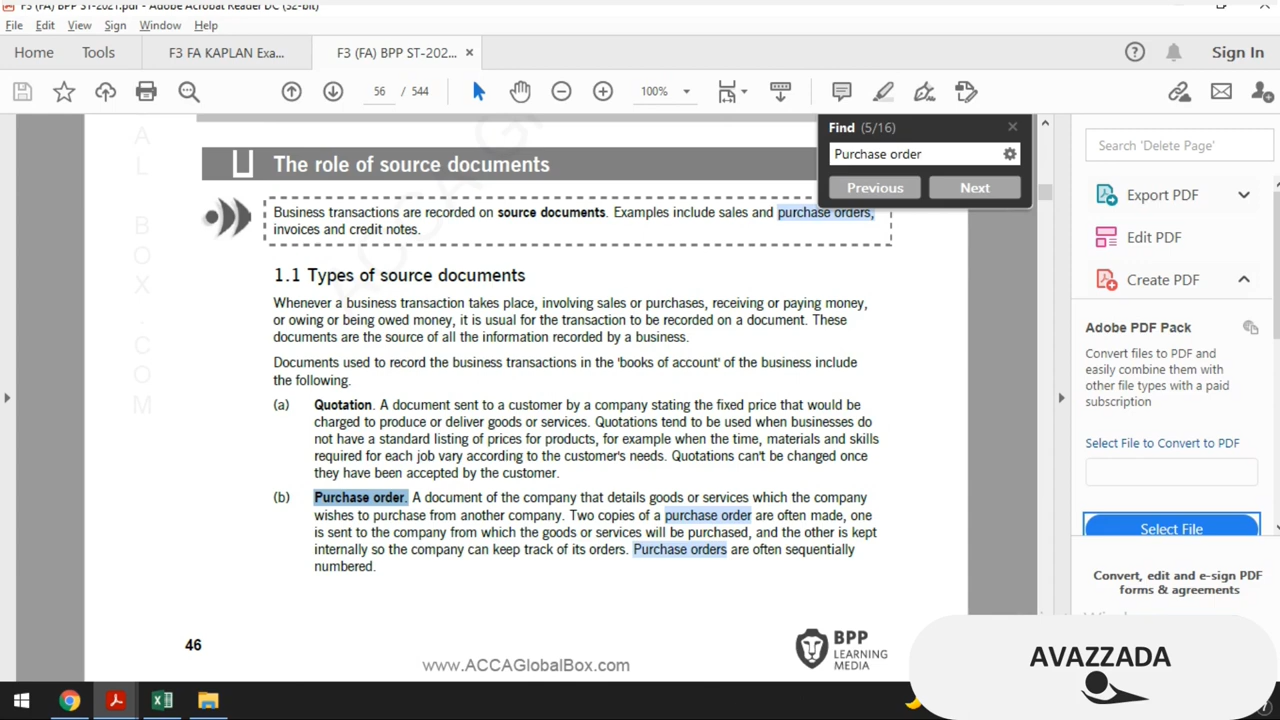 F3 (FA) BPP ST-2021.pdf - Adobe Acrobat Reader DC (32-bit)
File Edit View Sign Window Help
Home Tools F3 FA KAPLAN Exa... F3 (FA) BPP ST-202... × Sign In
56 / 544 100%
Find (5/16)
Purchase order
Previous Next
The role of source documents
Business transactions are recorded on source documents. Examples include sales and purchase orders,
invoices and credit notes.
1.1 Types of source documents
Whenever a business transaction takes place, involving sales or purchases, receiving or paying money,
or owing or being owed money, it is usual for the transaction to be recorded on a document. These
documents are the source of all the information recorded by a business.
Documents used to record the business transactions in the 'books of account' of the business include
the following.
(a) Quotation. A document sent to a customer by a company stating the fixed price that would be
charged to produce or deliver goods or services. Quotations tend to be used when businesses do
not have a standard listing of prices for products, for example when the time, materials and skills
required for each job vary according to the customer's needs. Quotations can't be changed once
they have been accepted by the customer.
(b) Purchase order. A document of the company that details goods or services which the company
wishes to purchase from another company. Two copies of a purchase order are often made, one
is sent to the company from which the goods or services will be purchased, and the other is kept
internally so the company can keep track of its orders. Purchase orders are often sequentially
numbered.
46
www.ACCAGlobalBox.com
BPP
LEARNING
MEDIA
A
L
B
O
X
.
C
O
M
Search 'Delete Page'
Export PDF
Edit PDF
Create PDF
Adobe PDF Pack
Convert files to PDF and
easily combine them with
other file types with a paid
subscription
Select File to Convert to PDF
Select File
Convert, edit and e-sign PDF
forms & agreements
AVAZZADA